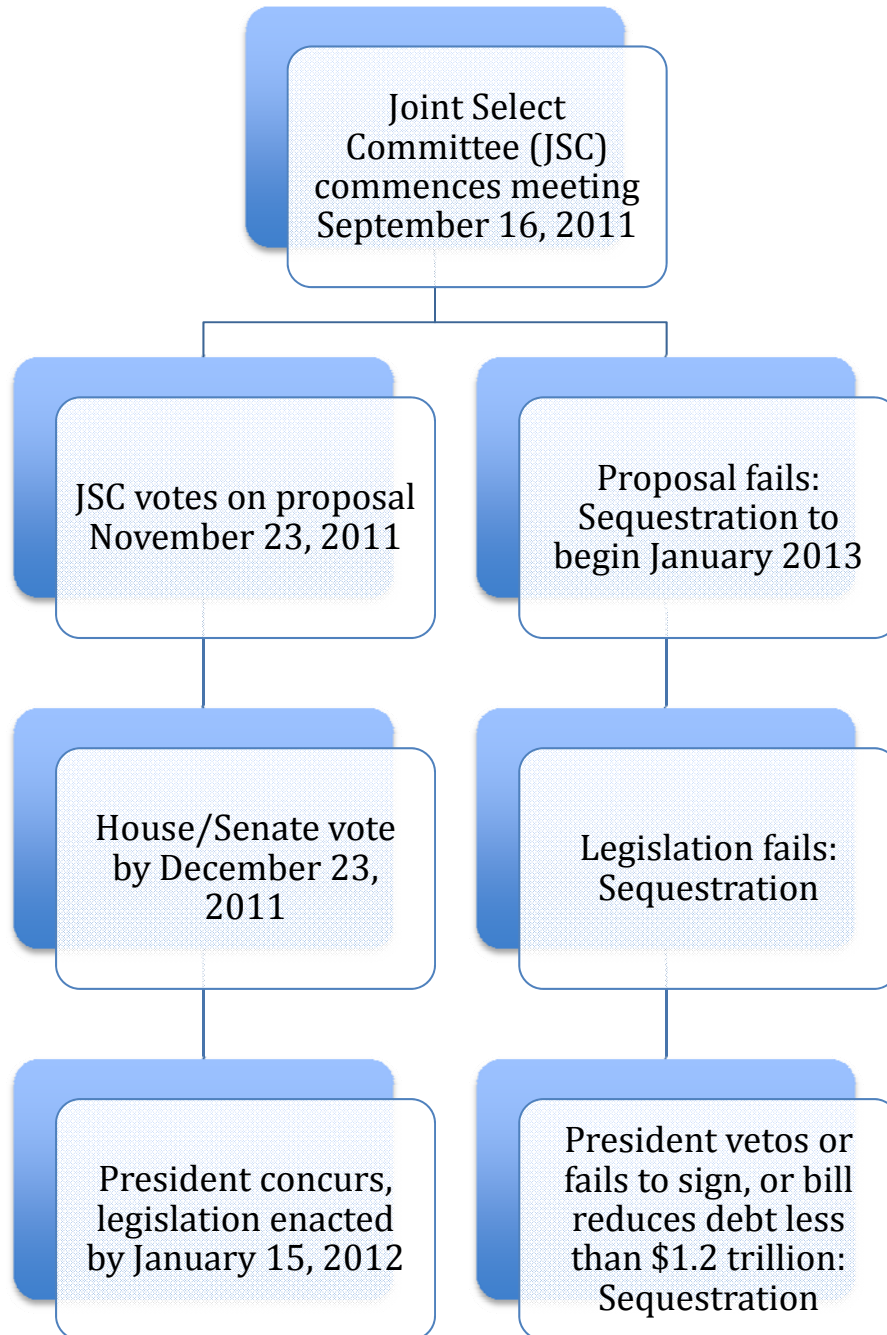 Joint Select
Committee (JSC)
commences meeting
September 16, 2011
JSC votes on proposal
November 23, 2011
Proposal fails:
Sequestration to
begin January 2013
House/Senate vote
by December 23,
2011
Legislation fails:
Sequestration
President concurs,
legislation enacted
by January 15, 2012
President vetos or
fails to sign, or bill
reduces debt less
than $1.2 trillion:
Sequestration